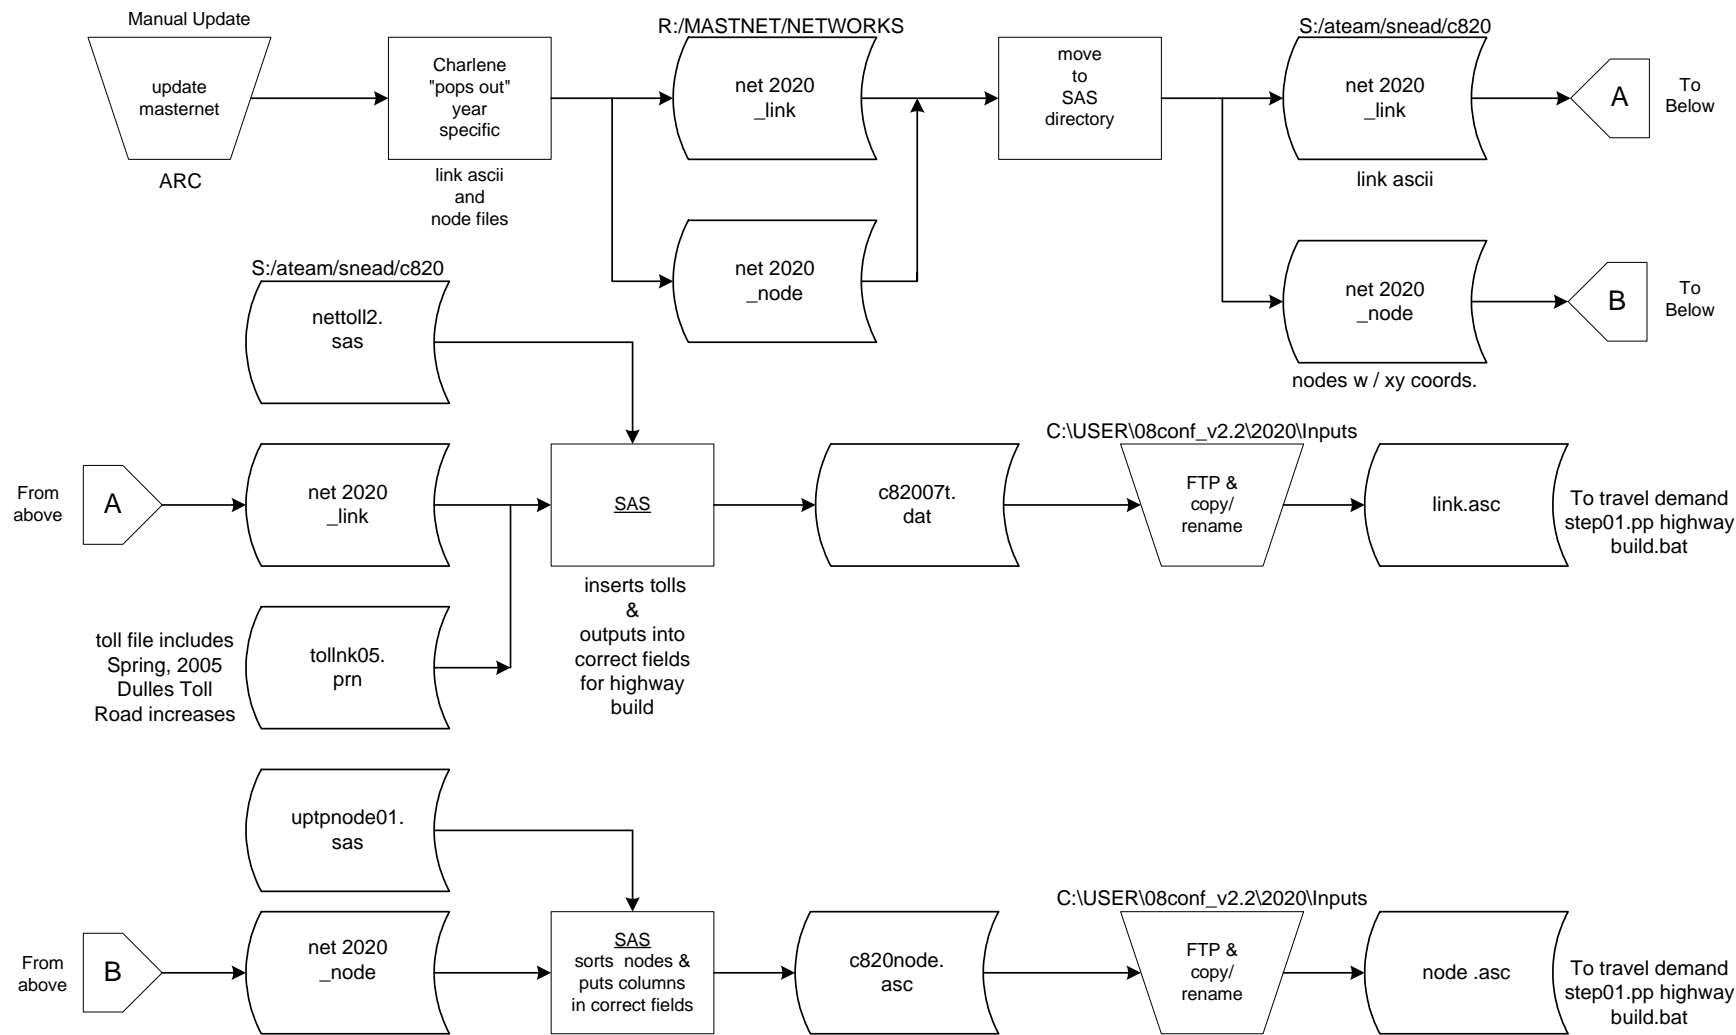 Manual Update
update
masternet
ARC
Charlene
"pops out"
year
specific
link ascii
and
node files
R:/MASTNET/NETWORKS
net 2020
_link
net 2020
_node
move
to
SAS
directory
S:/ateam/snead/c820
net 2020
_link
link ascii
A
To
Below
net 2020
_node
nodes w / xy coords.
B
To
Below
S:/ateam/snead/c820
nettoll2.
sas
From
above
A
net 2020
_link
toll file includes
Spring, 2005
Dulles Toll
Road increases
tollnk05.
prn
SAS
inserts tolls
&
outputs into
correct fields
for highway
build
c82007t.
dat
C:\USER\08conf_v2.2\2020\Inputs
FTP &
copy/
rename
link.asc
To travel demand
step01.pp highway
build.bat
uptpnode01.
sas
From
above
B
net 2020
_node
SAS
sorts nodes &
puts columns
in correct fields
c820node.
asc
C:\USER\08conf_v2.2\2020\Inputs
FTP &
copy/
rename
node .asc
To travel demand
step01.pp highway
build.bat